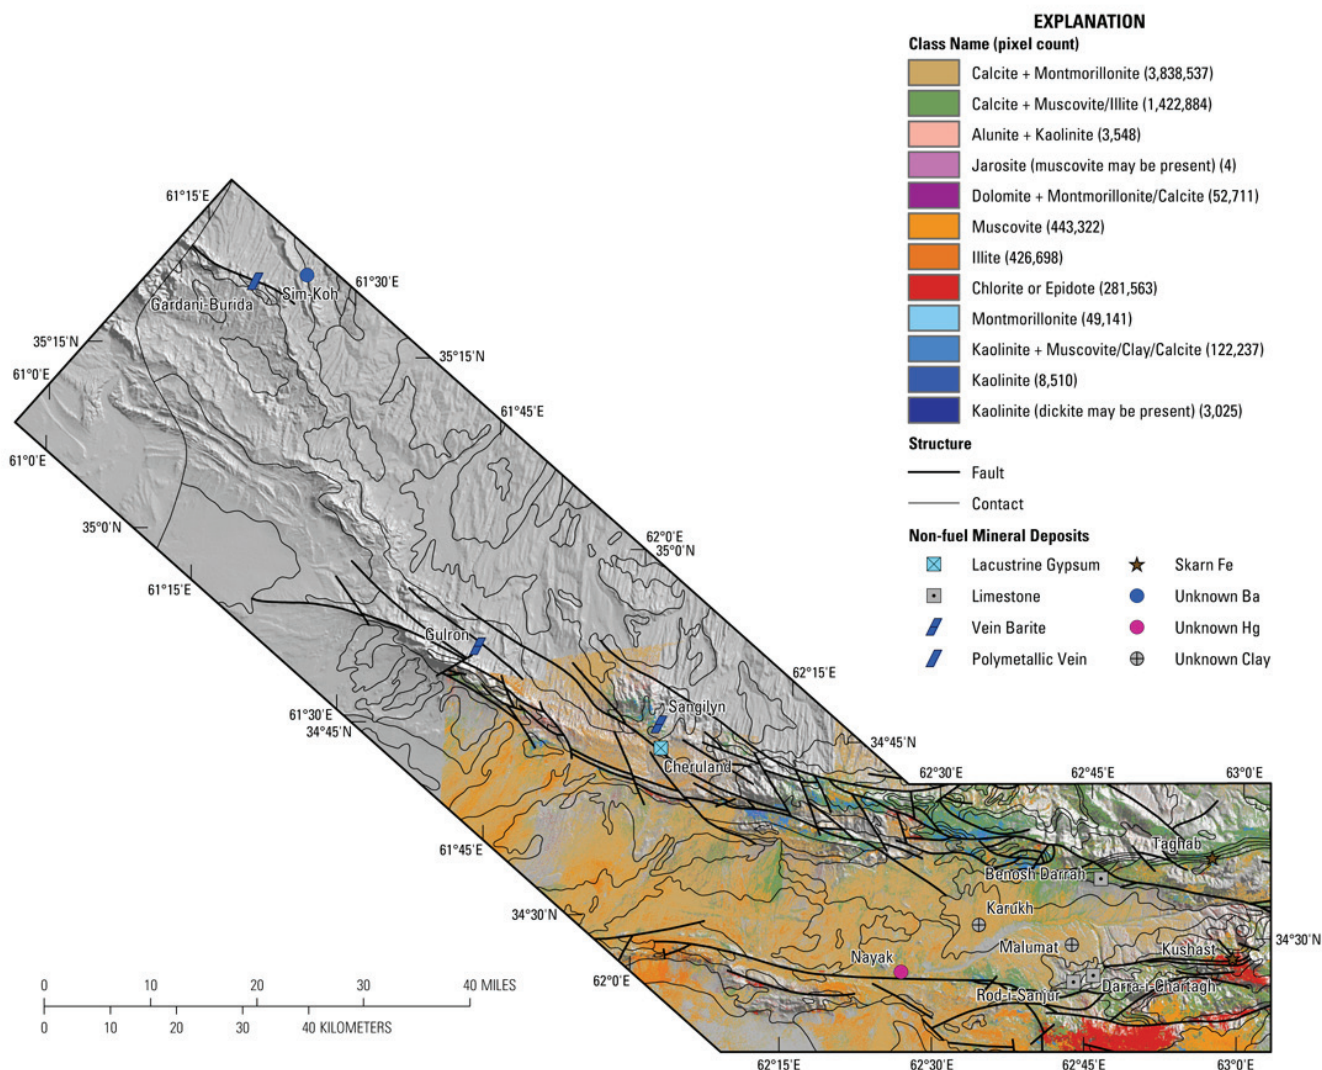 EXPLANATION
Class Name (pixel count)
Calcite + Montmorillonite (3,838,537)
Calcite + Muscovite/Illite (1,422,884)
Alunite + Kaolinite (3,548)
Jarosite (muscovite may be present) (4)
Dolomite + Montmorillonite/Calcite (52,711)
Muscovite (443,322)
Illite (426,698)
Chlorite or Epidote (281,563)
Montmorillonite (49,141)
Kaolinite + Muscovite/Clay/Calcite (122,237)
Kaolinite (8,510)
Kaolinite (dickite may be present) (3,025)
Structure
Fault
Contact
Non-fuel Mineral Deposits
Lacustrine Gypsum
Skarn Fe
Limestone
Unknown Ba
Vein Barite
Unknown Hg
Polymetallic Vein
Unknown Clay
61°15'E
61°30'E
Sim-Koh
Gardani-Burida
35°15'N
35°15'N
61°0'E
61°45'E
61°0'E
35°0'N
62°0'E
35°0'N
61°15'E
Gulron
62°15'E
61°30'E
34°45'N
Sangilyn
34°45'N
Cheruland
62°30'E
62°45'E
63°0'E
61°45'E
Taghab
Benosh Darrah
34°30'N
Karukh
34°30'N
Malumat
Kushast
Nayak
62°0'E
Rod-i-Sanjur
Darra-i-Chartagh
0 10 20 30 40 MILES
0 10 20 30 40 KILOMETERS
62°15'E
62°30'E
62°45'E
63°0'E